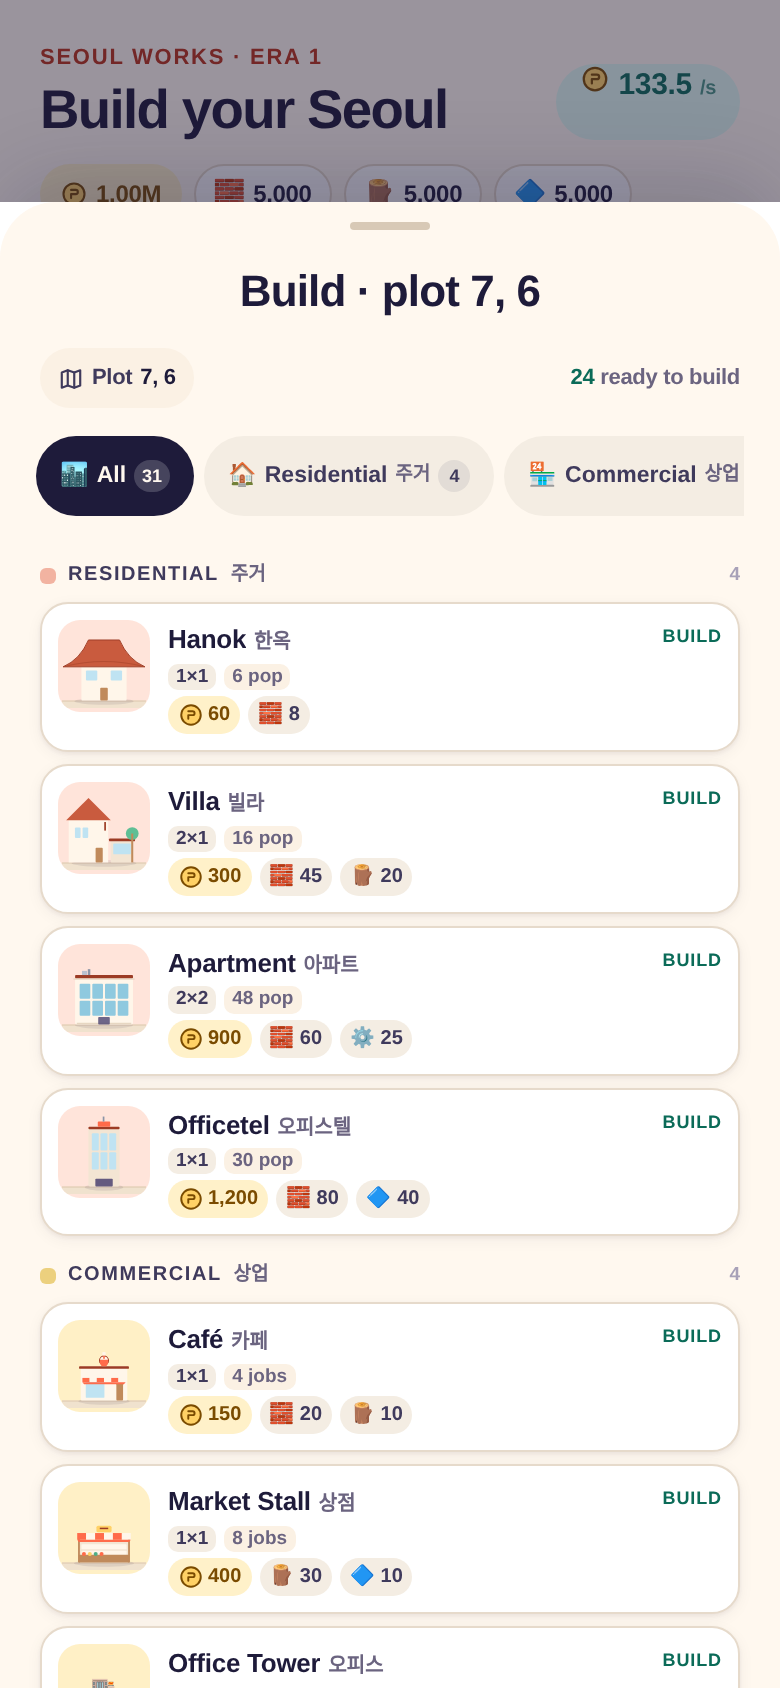 SEOUL WORKS · ERA 1
Build your Seoul
133.5 /s
1.00M 5,000 5,000 5,000
Build · plot 7, 6
Plot 7, 6
24 ready to build
All 31 Residential 주거 4 Commercial 상업
RESIDENTIAL 주거 4
Hanok 한옥 BUILD
1×1 6 pop
60 8
Villa 빌라 BUILD
2×1 16 pop
300 45 20
Apartment 아파트 BUILD
2×2 48 pop
900 60 25
Officetel 오피스텔 BUILD
1×1 30 pop
1,200 80 40
COMMERCIAL 상업 4
Café 카페 BUILD
1×1 4 jobs
150 20 10
Market Stall 상점 BUILD
1×1 8 jobs
400 30 10
Office Tower 오피스 BUILD